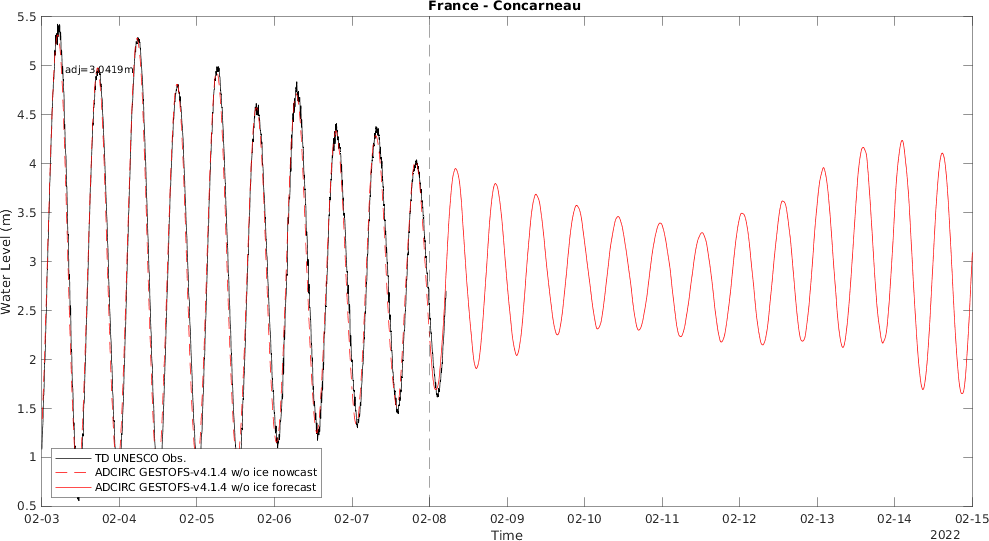 France - Concarneau
5.5
5
4.5
4
3.5
3
2.5
2
1.5
1
0.5
Water Level (m)
adj=3.0419m
TD UNESCO Obs.
ADCIRC GESTOFS-v4.1.4 w/o ice nowcast
ADCIRC GESTOFS-v4.1.4 w/o ice forecast
02-03 02-04 02-05 02-06 02-07 02-08 02-09 02-10 02-11 02-12 02-13 02-14 02-15
Time
2022